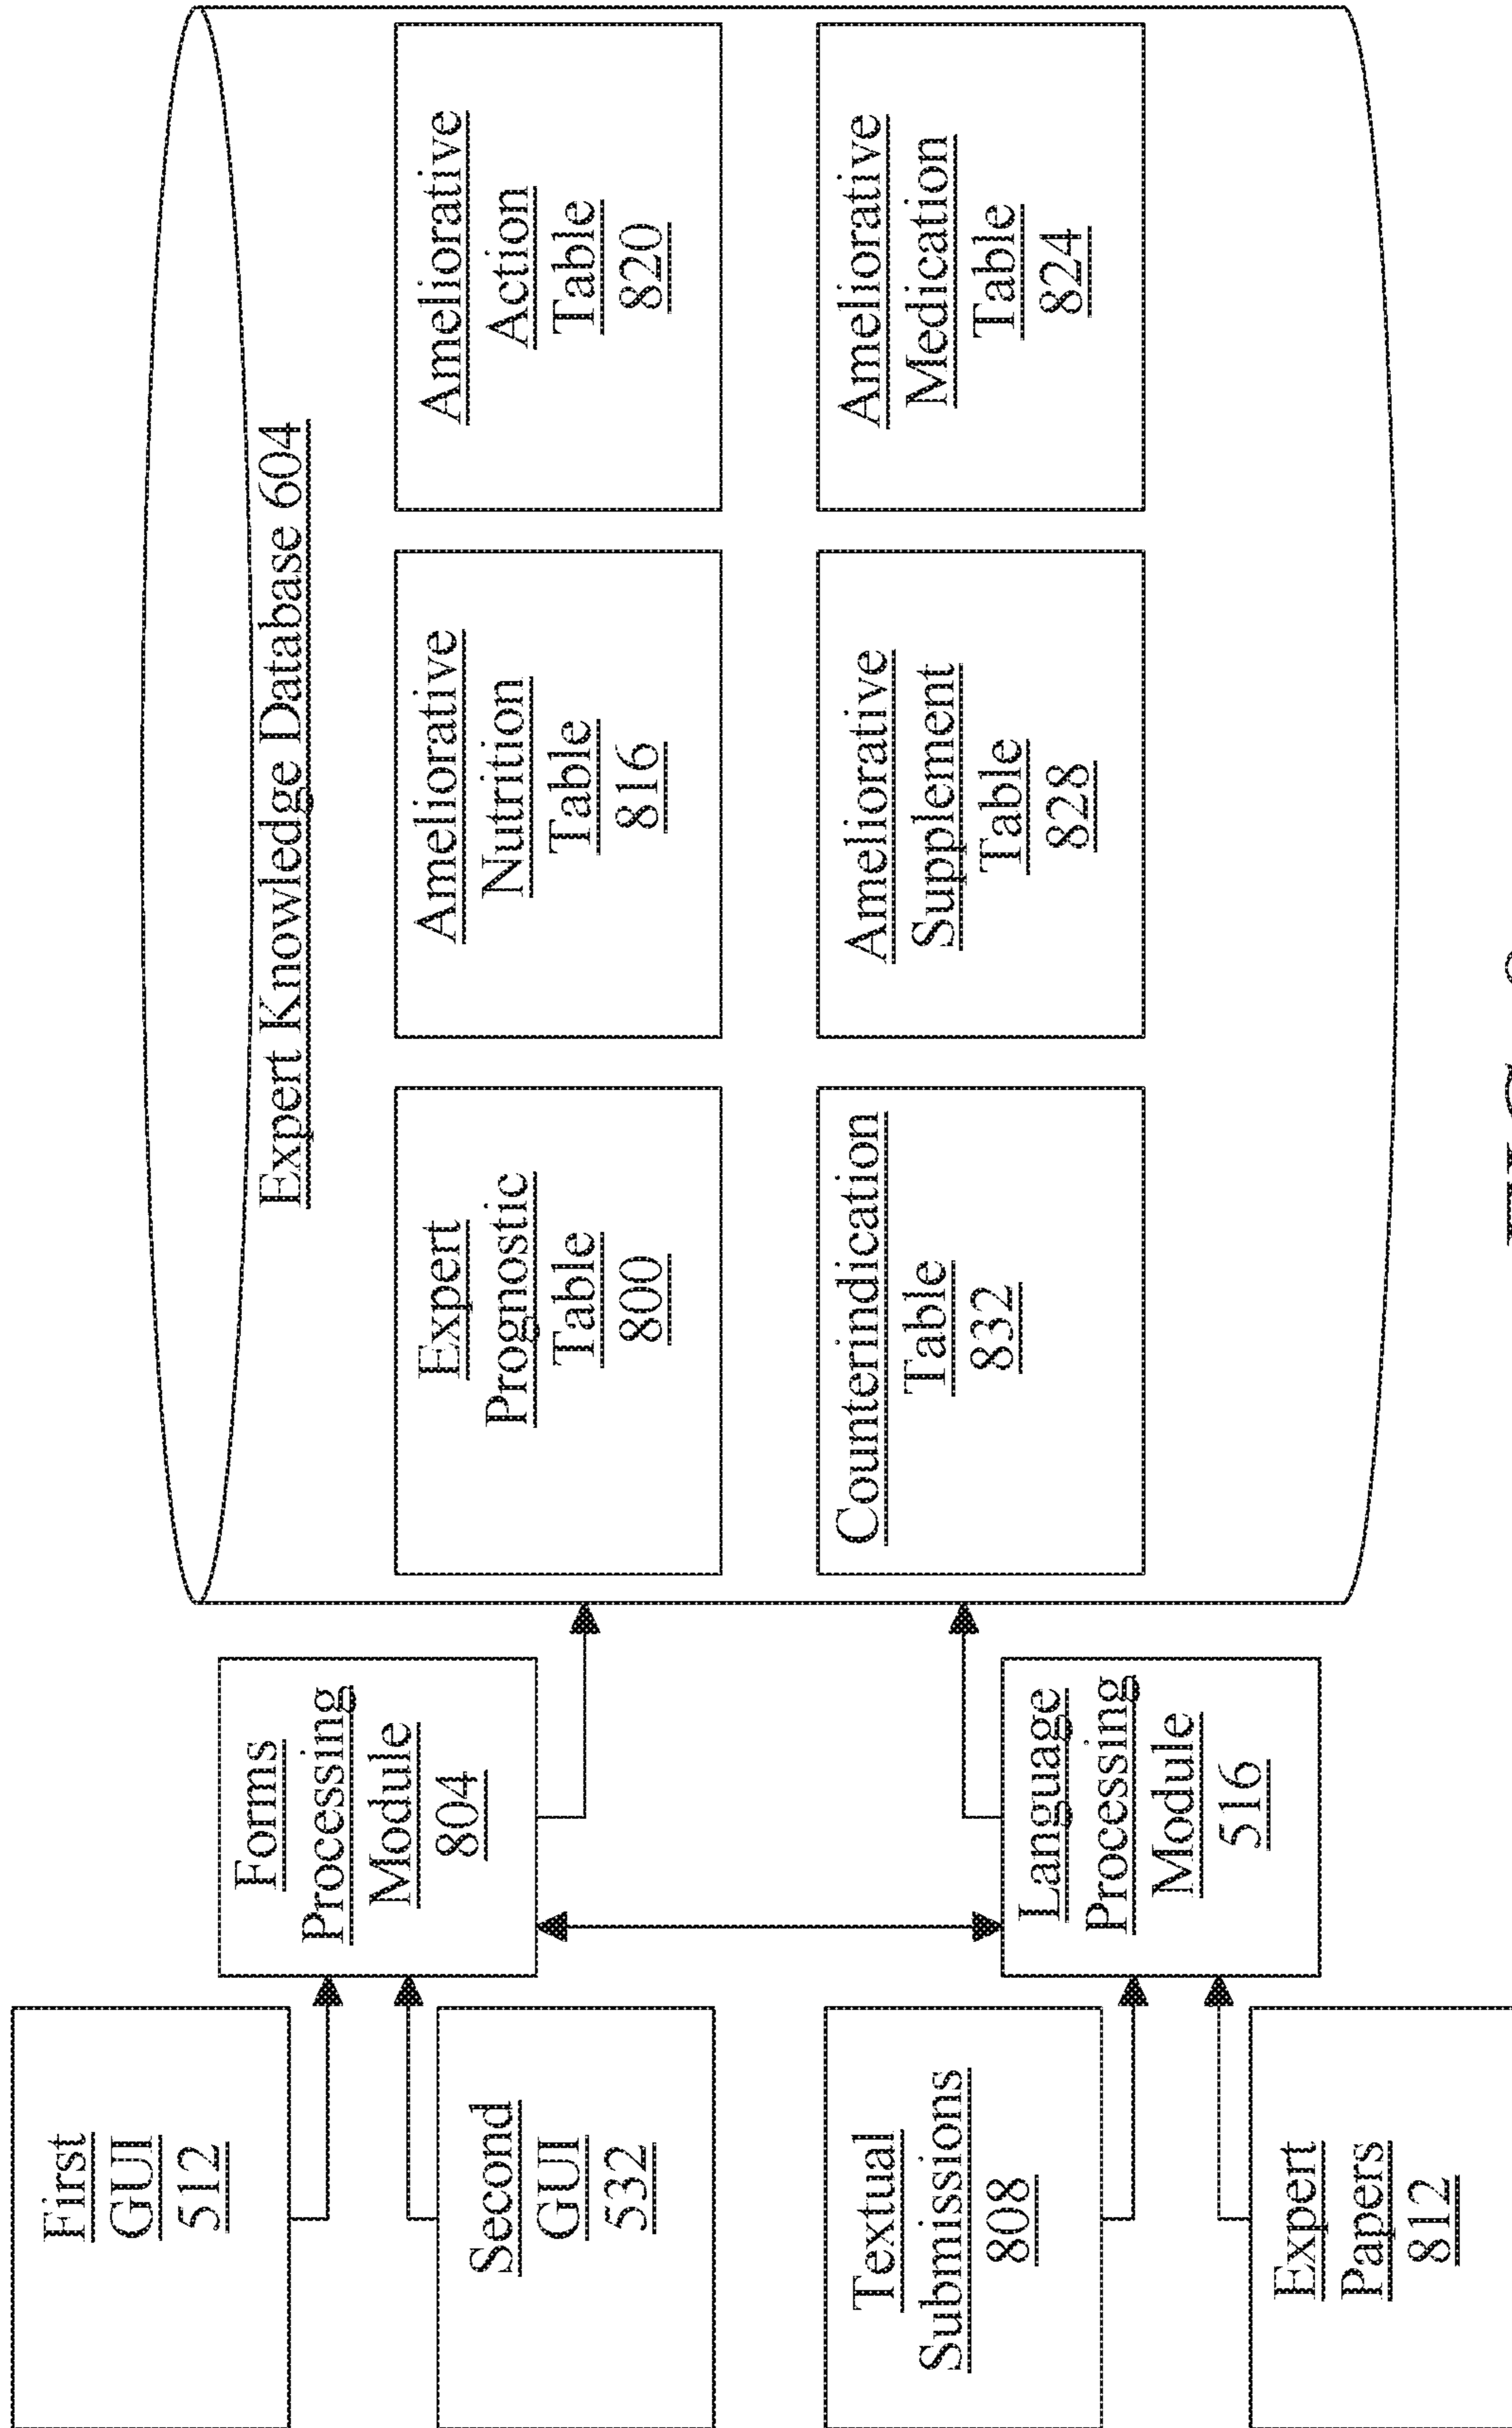 Expert Knowledge Database 604
First
GUI
512
Second
GUI
532
Textual
Submissions
808
Expert
Papers
812
Forms
Processing
Module
804
Language
Processing
Module
516
Expert
Prognostic
Table
800
Ameliorative
Nutrition
Table
816
Ameliorative
Action
Table
820
Counterindication
Table
832
Ameliorative
Supplement
Table
828
Ameliorative
Medication
Table
824